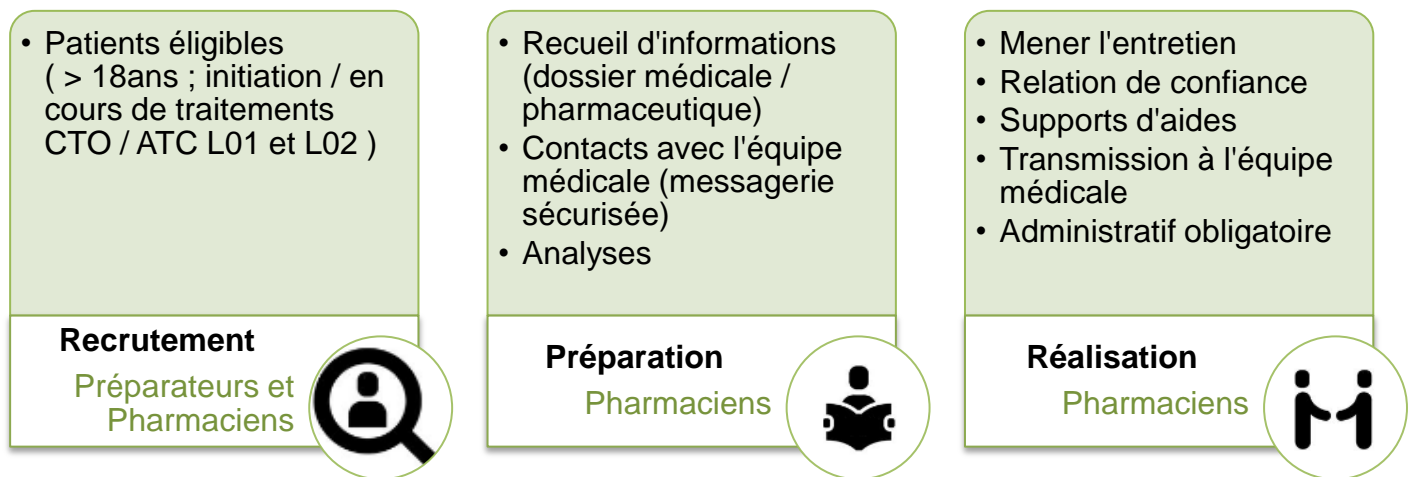 • Patients éligibles
( > 18ans ; initiation / en
cours de traitements
CTO / ATC L01 et L02 )
Recrutement
Préparateurs et
Pharmaciens
• Recueil d'informations
(dossier médicale /
pharmaceutique)
• Contacts avec l'équipe
médicale (messagerie
sécurisée)
• Analyses
Préparation
Pharmaciens
• Mener l'entretien
• Relation de confiance
• Supports d'aides
• Transmission à l'équipe
médicale
• Administratif obligatoire
Réalisation
Pharmaciens